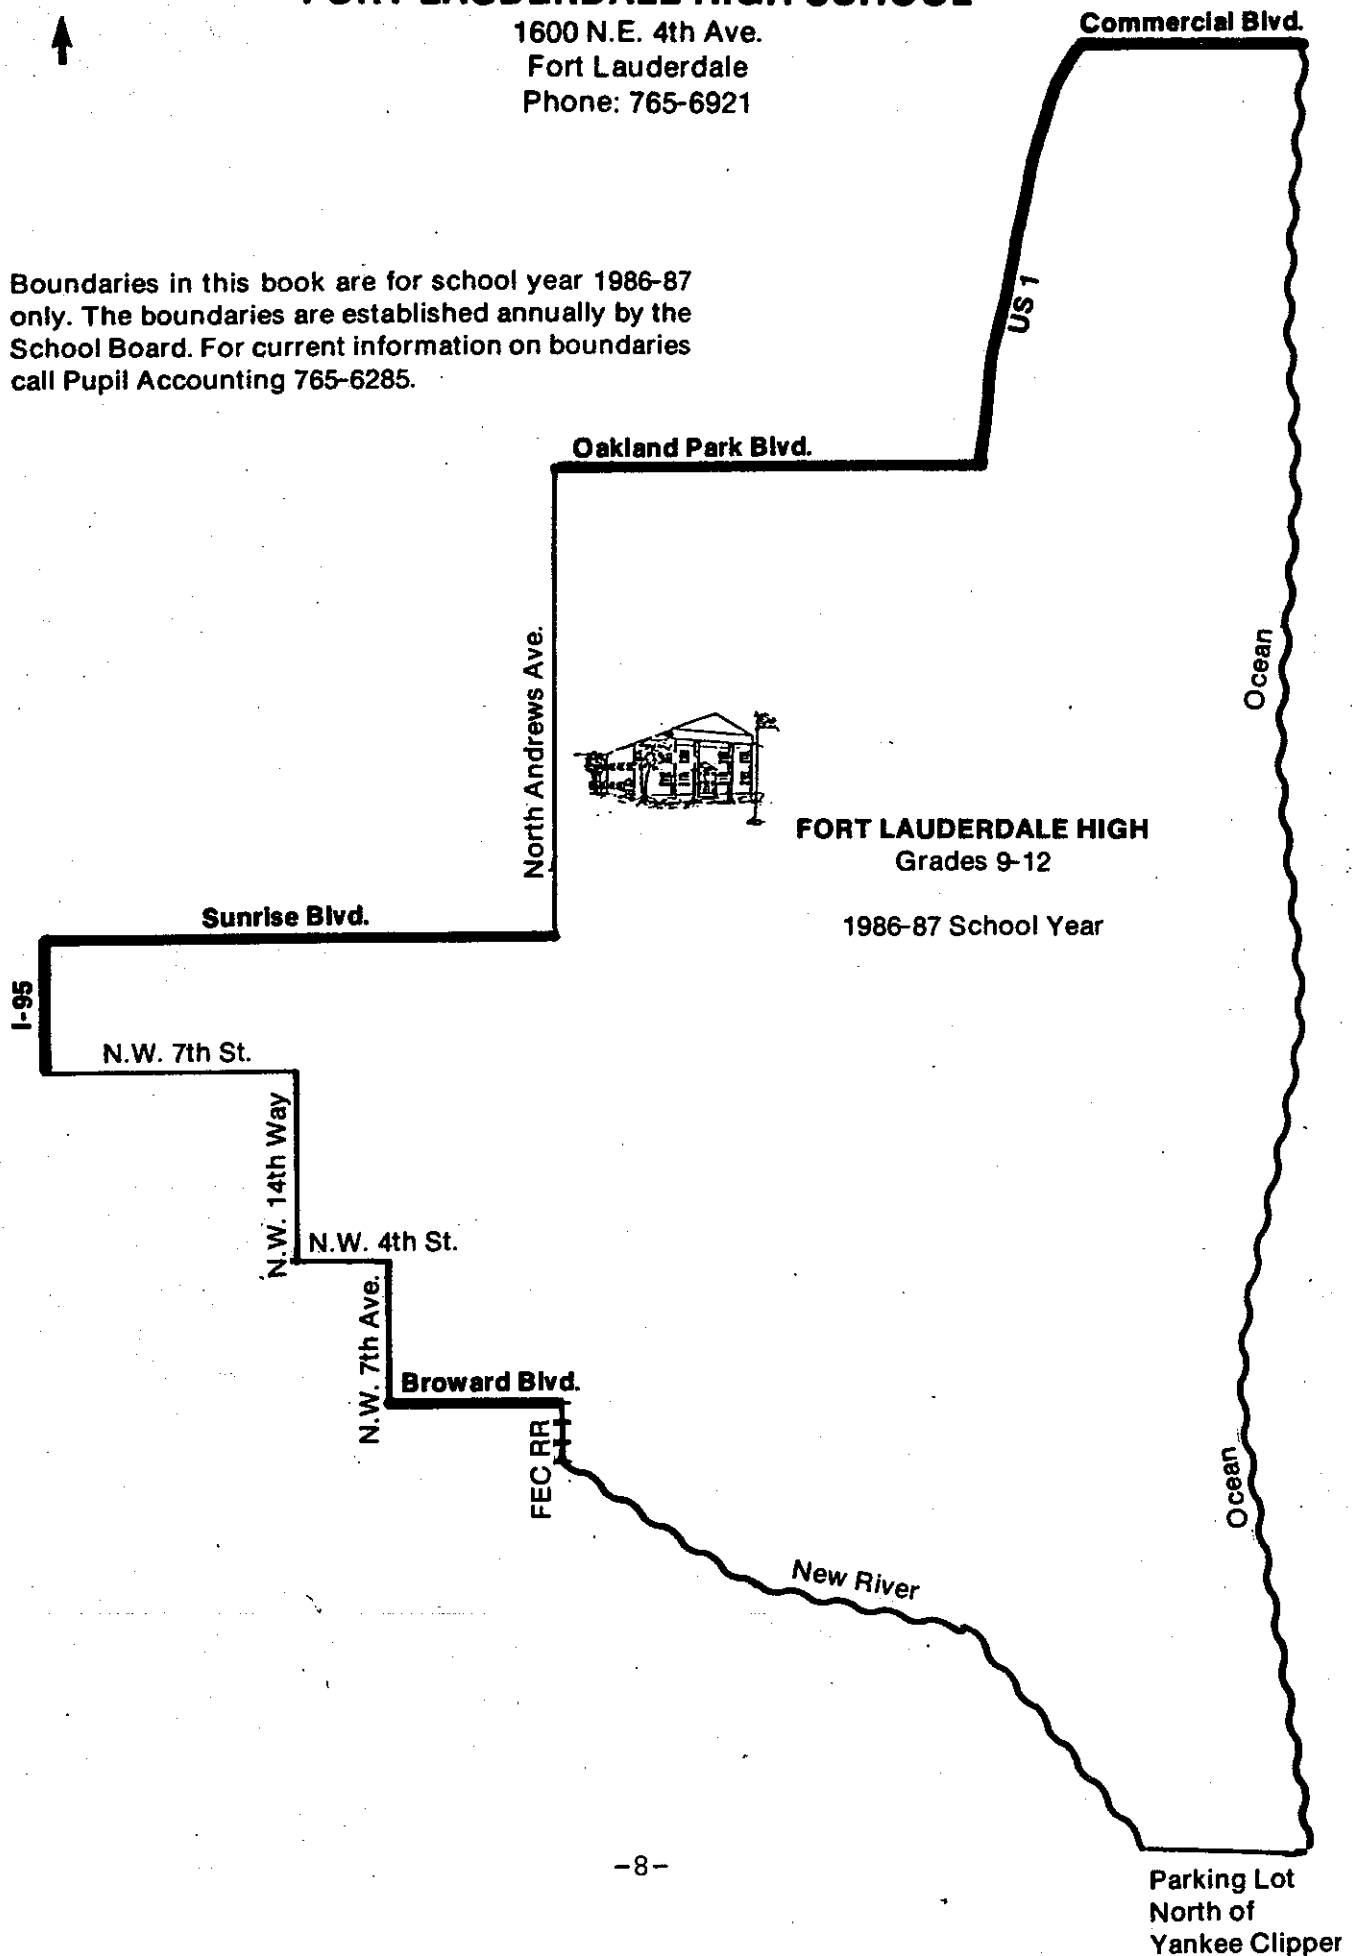 FORT LAUDERDALE HIGH SCHOOL
1600 N.E. 4th Ave.
Fort Lauderdale
Phone: 765-6921
Commercial Blvd.
Boundaries in this book are for school year 1986-87
only. The boundaries are established annually by the
School Board. For current information on boundaries
call Pupil Accounting 765-6285.
US 1
Oakland Park Blvd.
North Andrews Ave.
Ocean
FORT LAUDERDALE HIGH
Grades 9-12
1986-87 School Year
Sunrise Blvd.
I-95
N.W. 7th St.
N.W. 14th Way
N.W. 4th St.
N.W. 7th Ave.
Broward Blvd.
FEC RR
Ocean
New River
-8-
Parking Lot
North of
Yankee Clipper